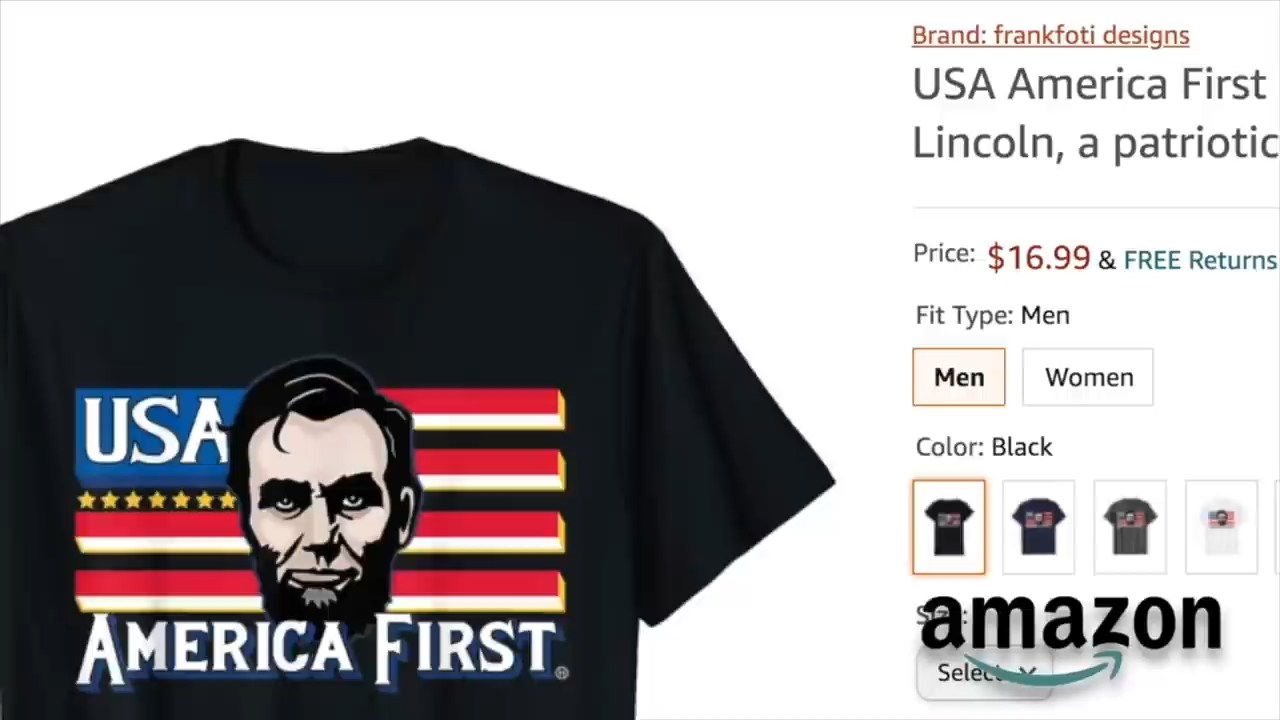 Brand: frankfoti designs
USA America First
Lincoln, a patriotic
Price: $16.99 & FREE Returns
Fit Type: Men
Men Women
Color: Black
USA
AMERICA FIRST
amazon
Select